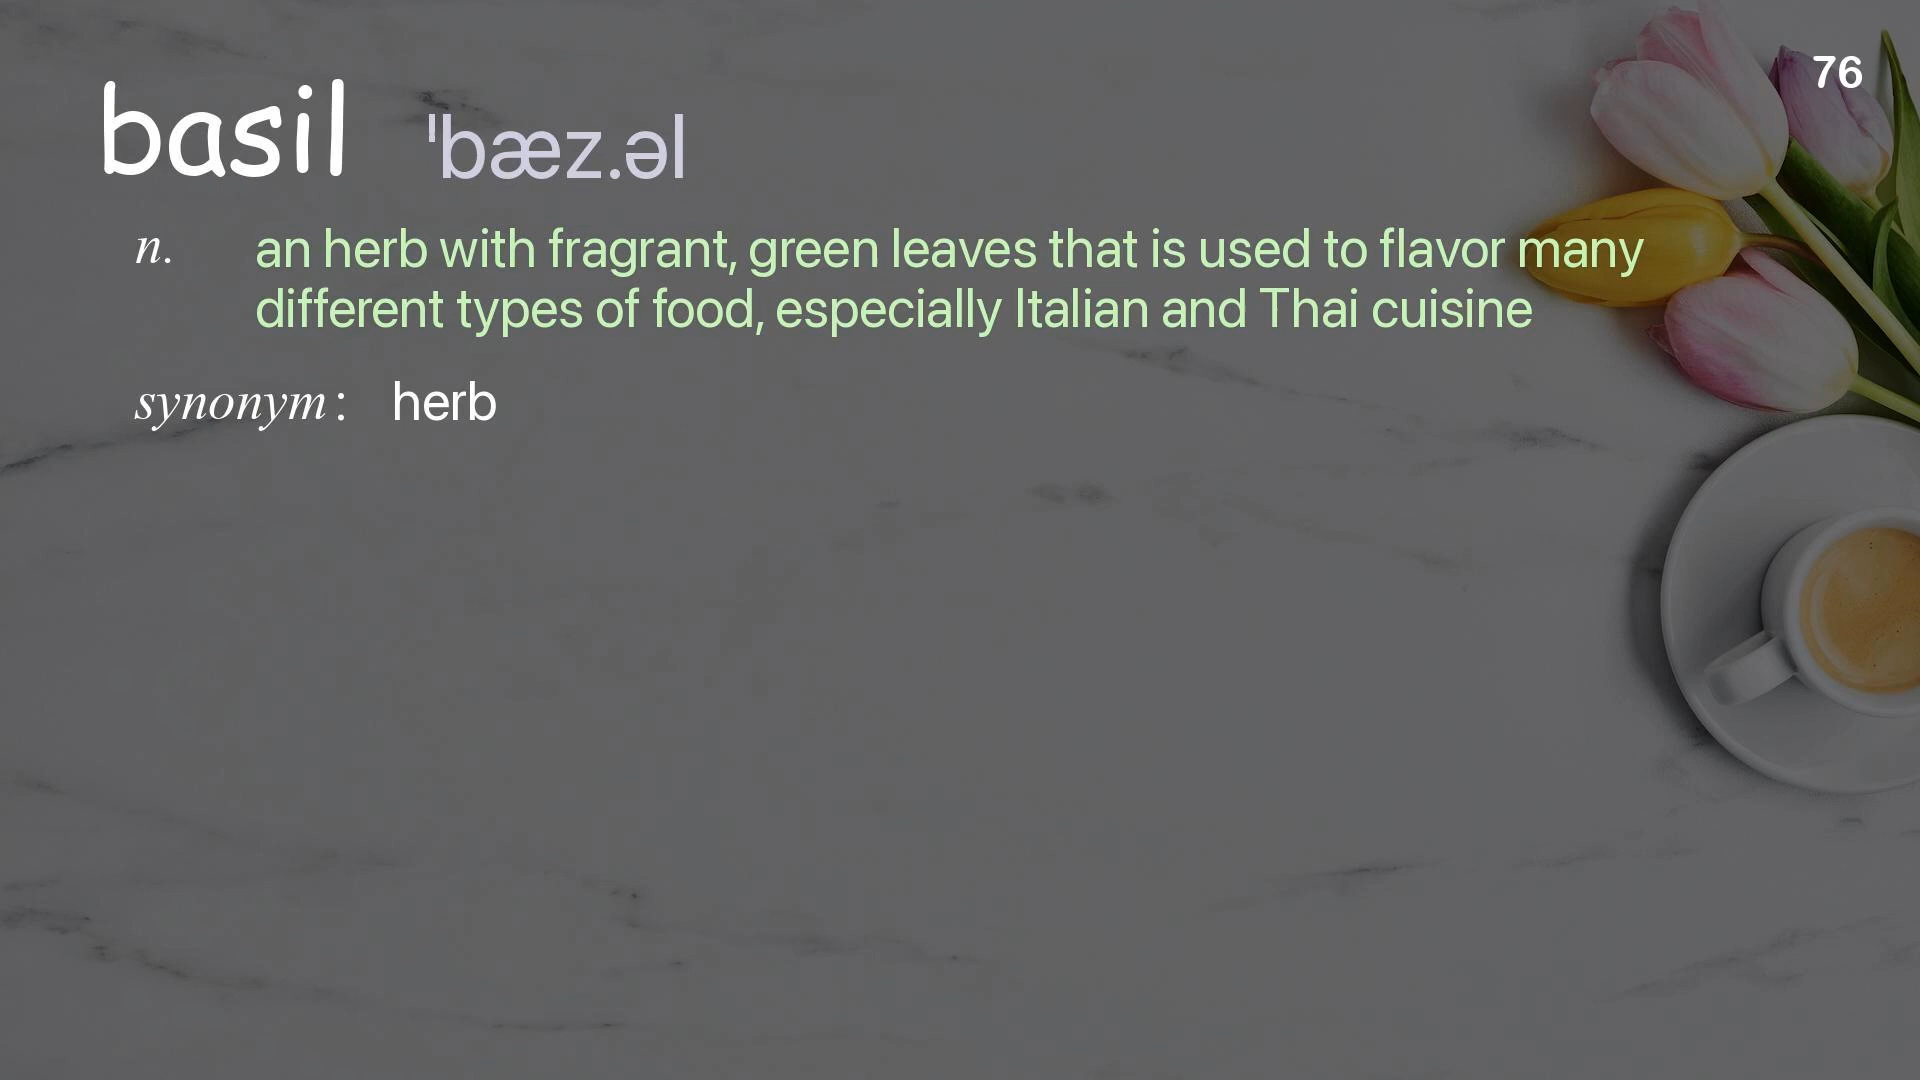 76
basil ˈbæz.əl
n. an herb with fragrant, green leaves that is used to flavor many
different types of food, especially Italian and Thai cuisine
synonym: herb